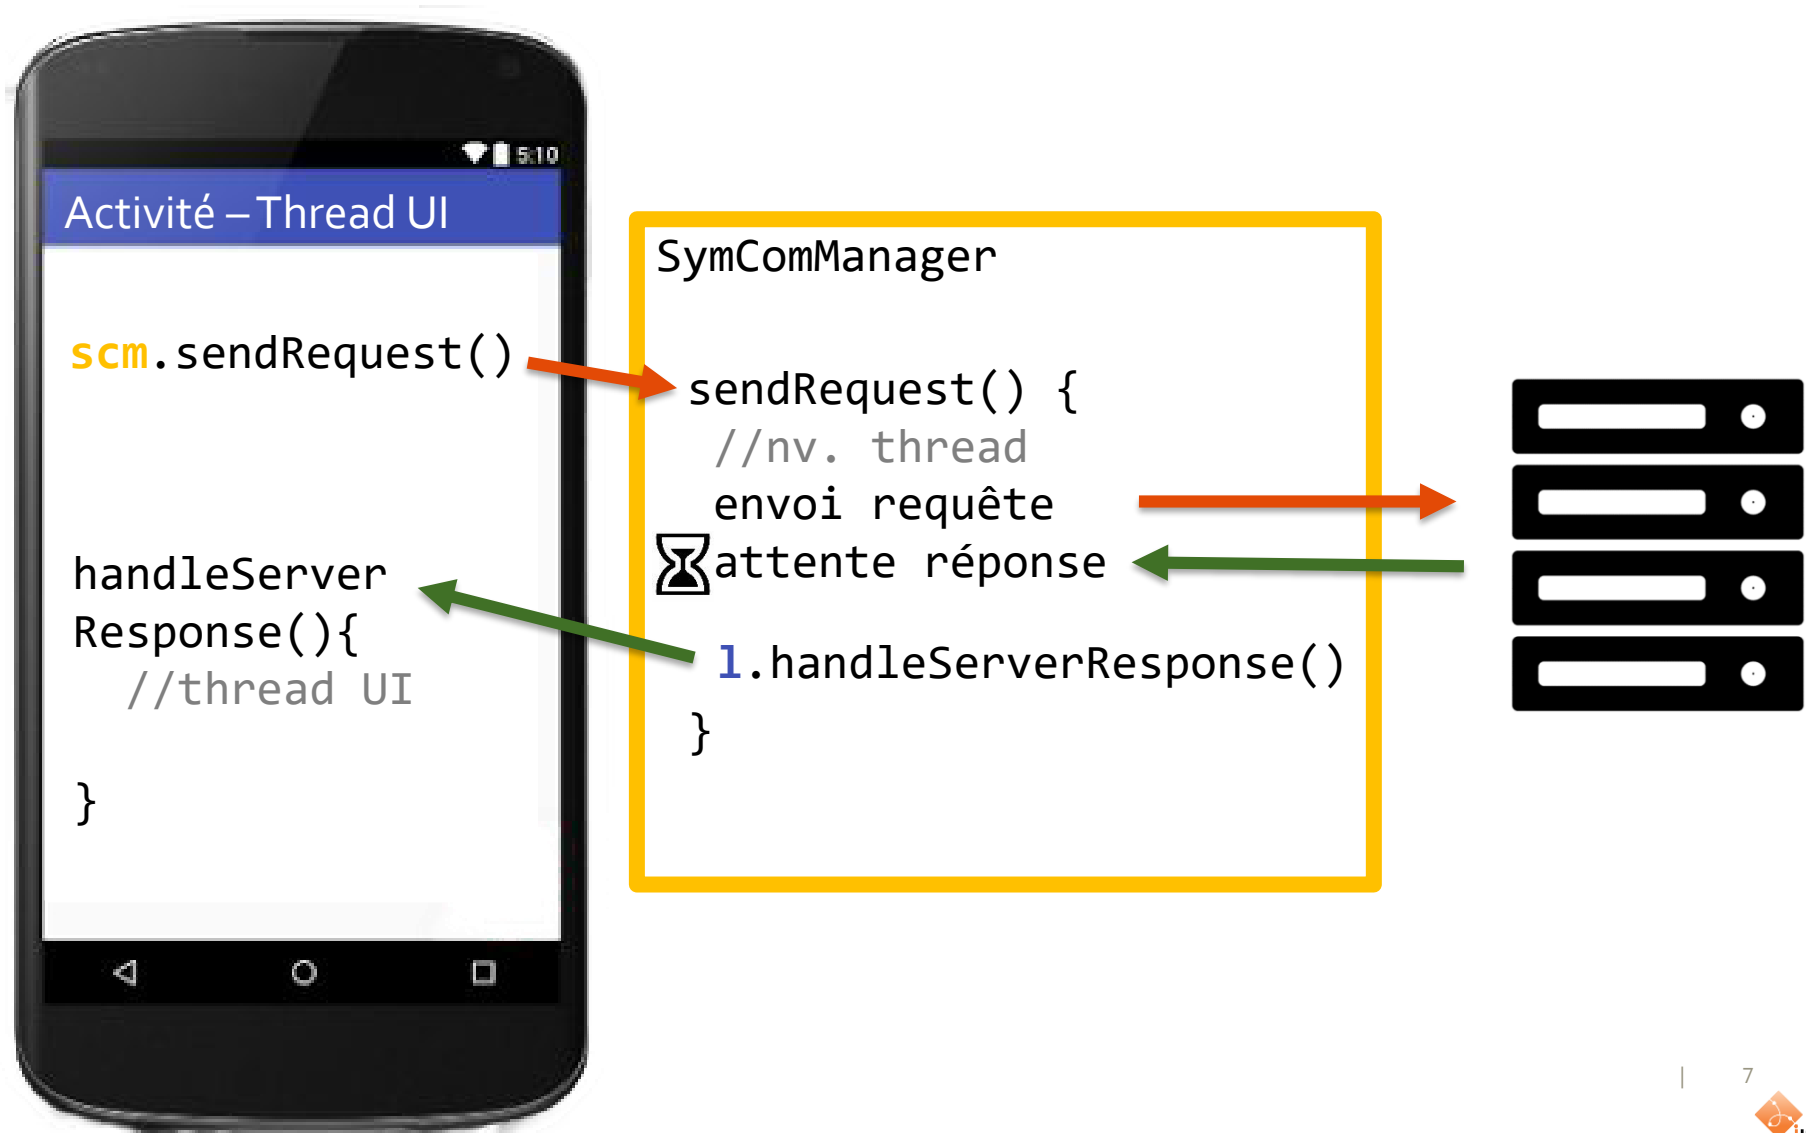 5:10
Activité – Thread UI
scm.sendRequest()
handleServer
Response(){
//thread UI
}
SymComManager
sendRequest() {
//nv. thread
envoi requête
attente réponse
l.handleServerResponse()
}
| 7